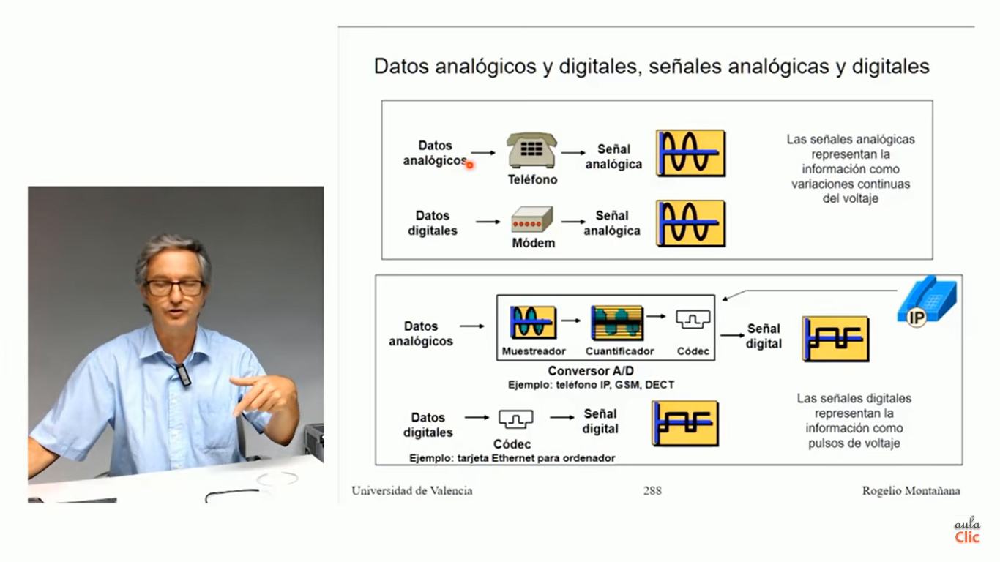 Datos analógicos y digitales, señales analógicas y digitales
Datos
analógicos
Teléfono
Señal
analógica
Las señales analógicas
representan la
información como
variaciones continuas
del voltaje
Datos
digitales
Módem
Señal
analógica
Datos
analógicos
Muestreador
Cuantificador
Códec
Conversor A/D
Ejemplo: teléfono IP, GSM, DECT
Señal
digital
IP
Datos
digitales
Códec
Señal
digital
Ejemplo: tarjeta Ethernet para ordenador
Las señales digitales
representan la
información como
pulsos de voltaje
Universidad de Valencia
288
Rogelio Montañana
aula
Clic